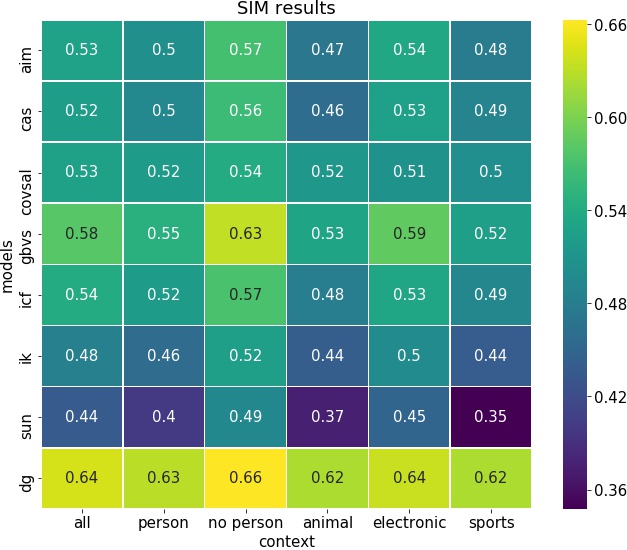 SIM results
aim 0.53 0.5 0.57 0.47 0.54 0.48
cas 0.52 0.5 0.56 0.46 0.53 0.49
covsal 0.53 0.52 0.54 0.52 0.51 0.5
gbvs 0.58 0.55 0.63 0.53 0.59 0.52
icf 0.54 0.52 0.57 0.48 0.53 0.49
ik 0.48 0.46 0.52 0.44 0.5 0.44
sun 0.44 0.4 0.49 0.37 0.45 0.35
dg 0.64 0.63 0.66 0.62 0.64 0.62
models
all person no person animal electronic sports
context
0.66
0.60
0.54
0.48
0.42
0.36